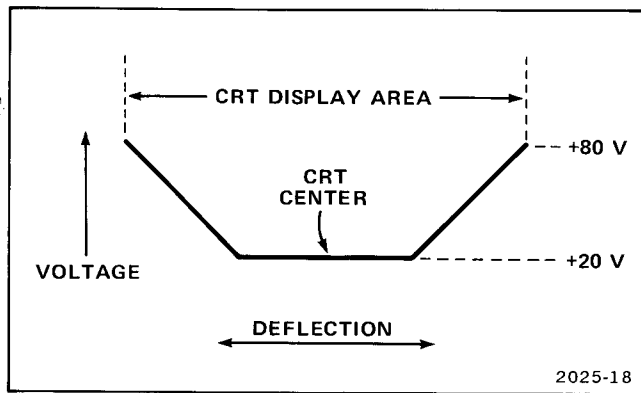 CRT DISPLAY AREA
+80 V
CRT
CENTER
VOLTAGE
+20 V
DEFLECTION
2025-18